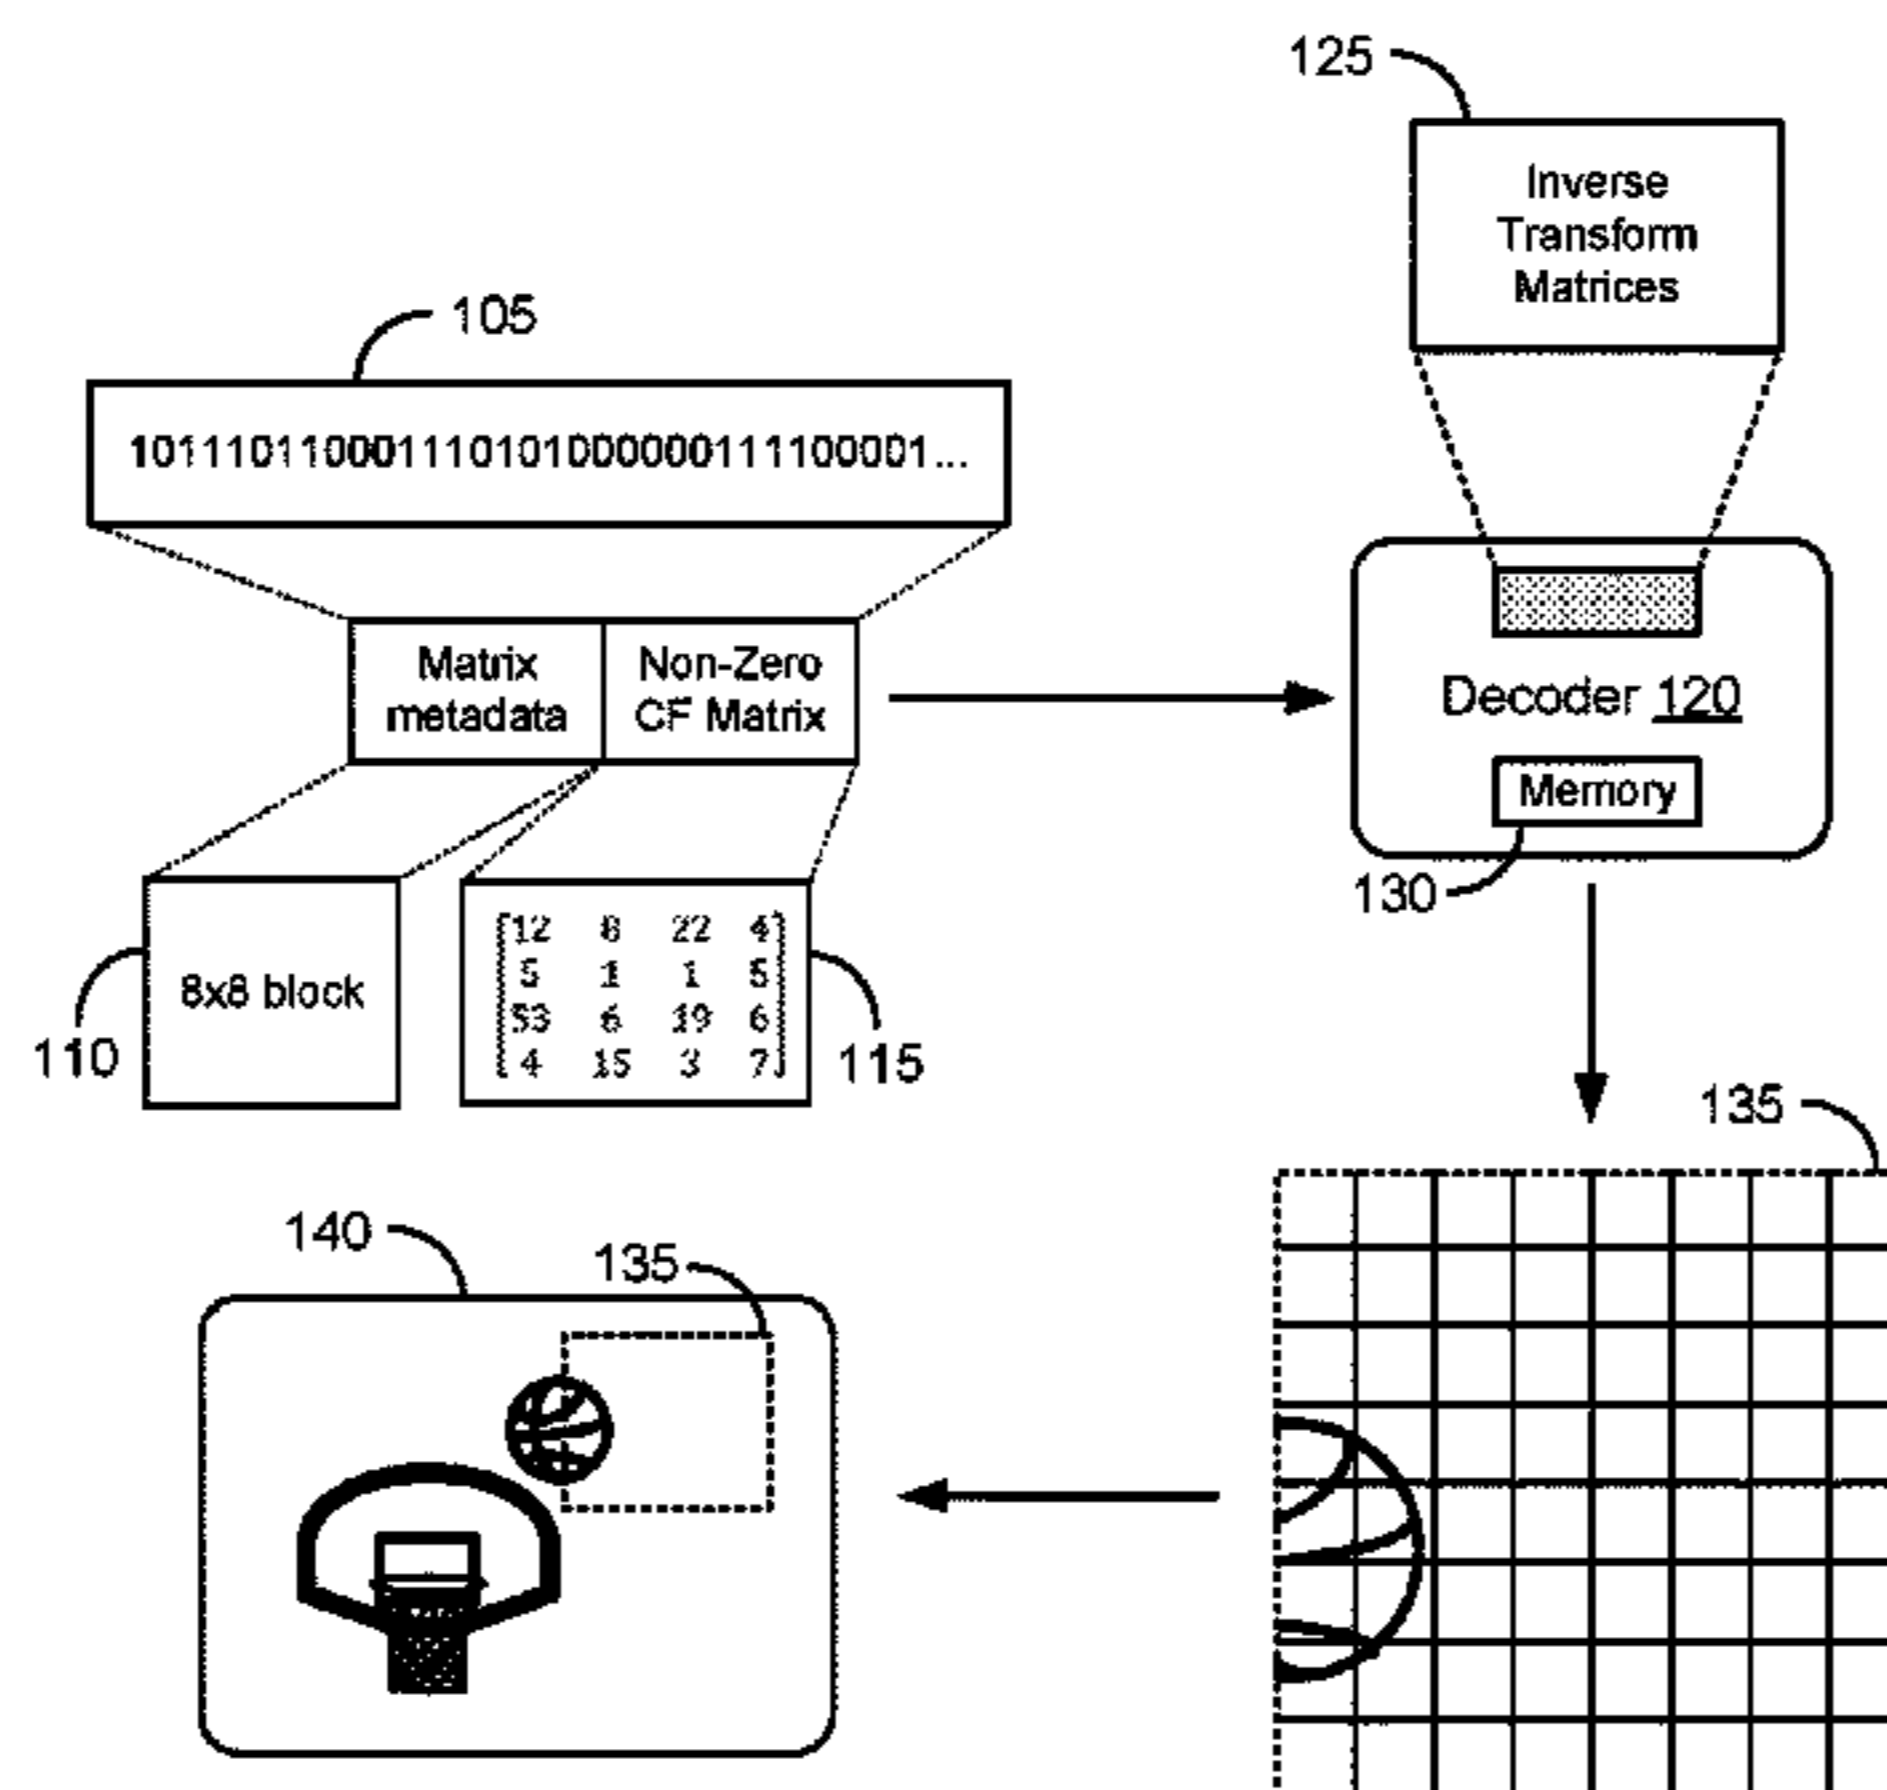 125
Inverse
Transform
Matrices
105
101110110001110101000000111100001...
Matrix
metadata
Non-Zero
CF Matrix
Decoder 120
Memory
130
8x8 block
110
12 8 22 4
5 1 1 5
53 6 19 6
4 15 3 7
115
135
140
135